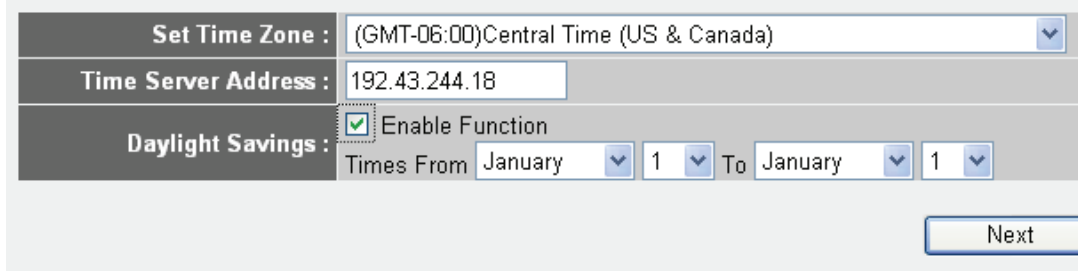 Set Time Zone : (GMT-06:00)Central Time (US & Canada)
Time Server Address : 192.43.244.18
Daylight Savings : Enable Function
Times From January 1 To January 1
Next